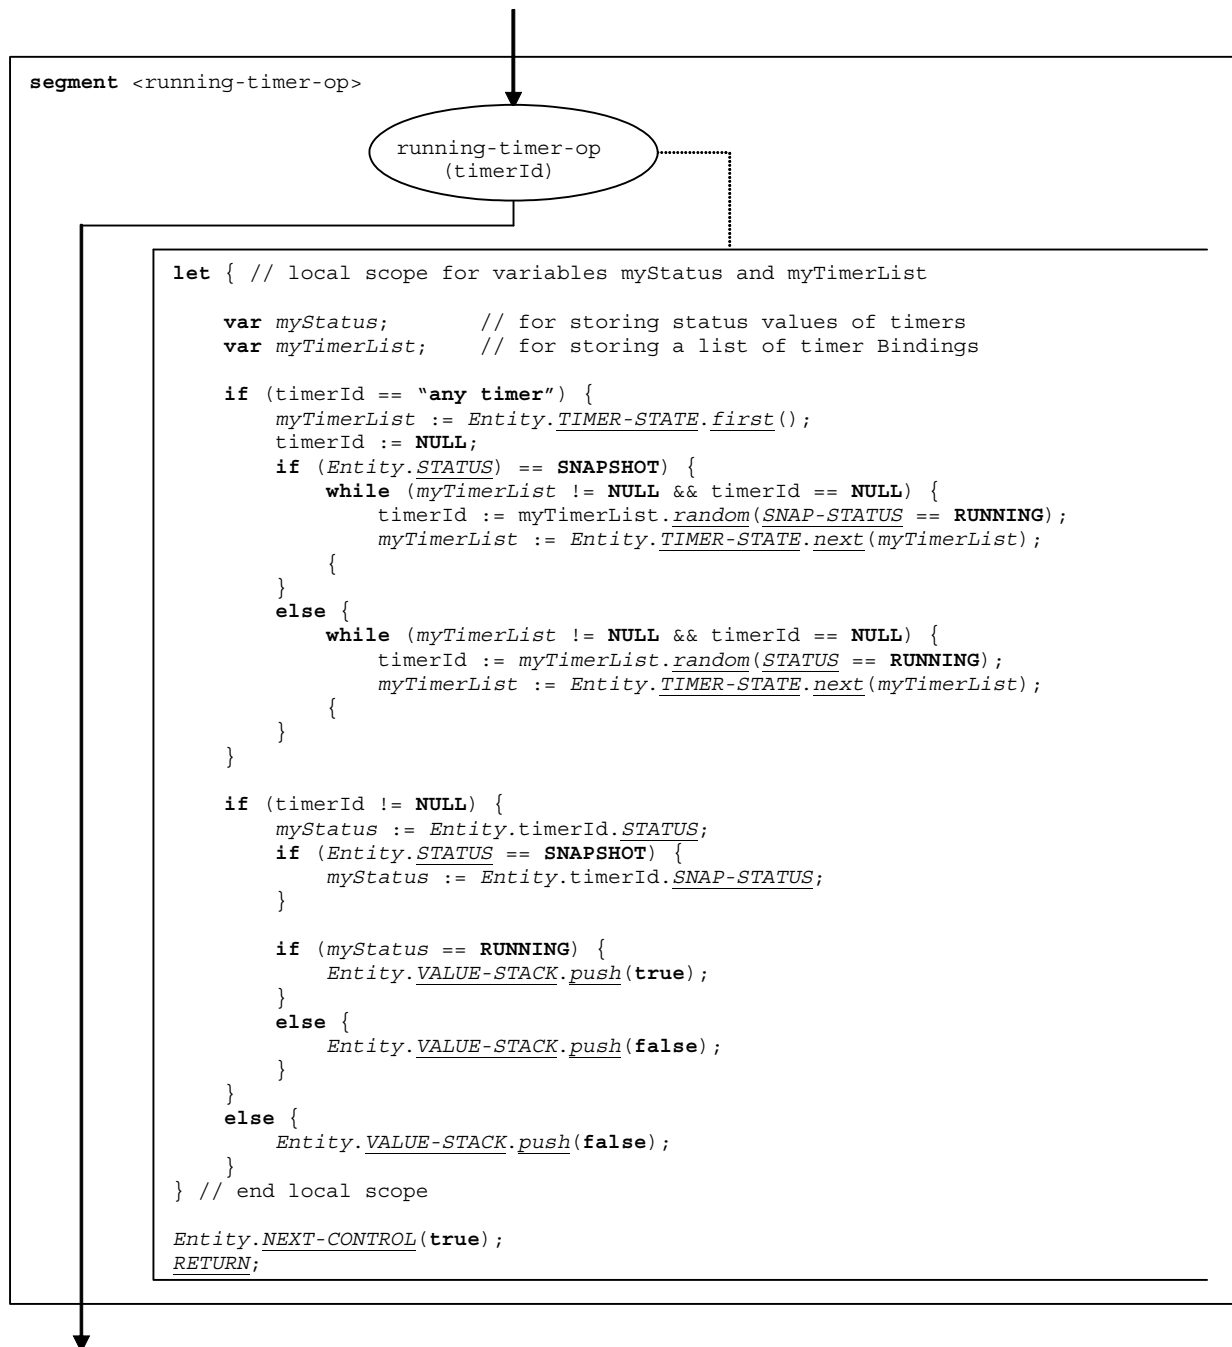 segment <running-timer-op>
running-timer-op
(timerId)
let { // local scope for variables myStatus and myTimerList
var myStatus; // for storing status values of timers
var myTimerList; // for storing a list of timer Bindings
if (timerId == “any timer”) {
myTimerList := Entity.TIMER-STATE.first();
timerId := NULL;
if (Entity.STATUS) == SNAPSHOT) {
while (myTimerList != NULL && timerId == NULL) {
timerId := myTimerList.random(SNAP-STATUS == RUNNING);
myTimerList := Entity.TIMER-STATE.next(myTimerList);
{
}
else {
while (myTimerList != NULL && timerId == NULL) {
timerId := myTimerList.random(STATUS == RUNNING);
myTimerList := Entity.TIMER-STATE.next(myTimerList);
{
}
}
if (timerId != NULL) {
myStatus := Entity.timerId.STATUS;
if (Entity.STATUS == SNAPSHOT) {
myStatus := Entity.timerId.SNAP-STATUS;
}
if (myStatus == RUNNING) {
Entity.VALUE-STACK.push(true);
}
else {
Entity.VALUE-STACK.push(false);
}
}
else {
Entity.VALUE-STACK.push(false);
}
} // end local scope
Entity.NEXT-CONTROL(true);
RETURN;